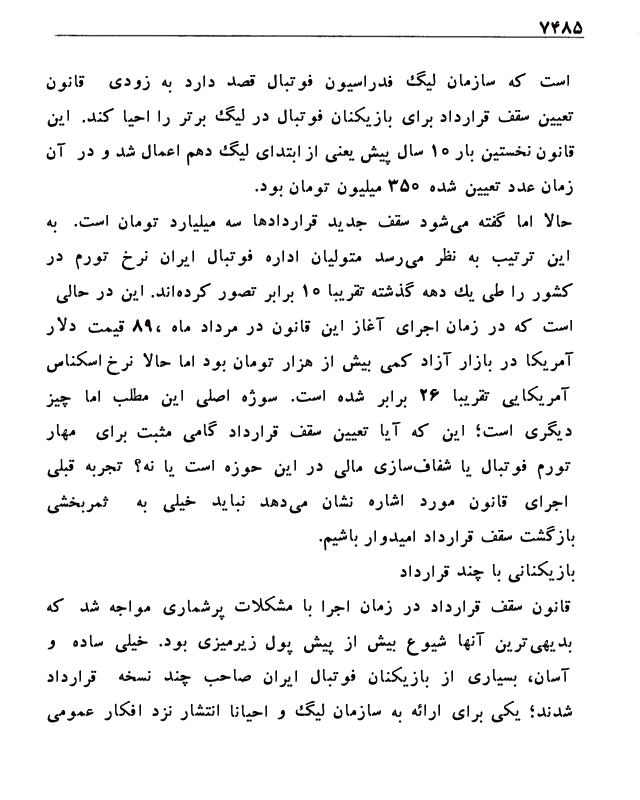 ۷۴۸۵
است که سازمان لیگ فدراسیون فوتبال قصد دارد به زودی قانون
تعیین سقف قرارداد برای بازیکنان فوتبال در لیگ برتر را احیا کند. این
قانون نخستین بار ۱۰ سال پیش یعنی از ابتدای لیگ دهم اعمال شد و در آن
زمان عدد تعیین شده ۳۵۰ میلیون تومان بود.
حالا اما گفته می‌شود سقف جدید قراردادها سه میلیارد تومان است. به
این ترتیب به نظر می‌رسد متولیان اداره فوتبال ایران نرخ تورم در
کشور را طی یك دهه گذشته تقریبا ۱۰ برابر تصور کرده‌اند. این در حالی
است که در زمان اجرای آغاز این قانون در مرداد ماه ،۸۹ قیمت دلار
آمریکا در بازار آزاد کمی بیش از هزار تومان بود اما حالا نرخ اسکناس
آمریکایی تقریبا ۲۶ برابر شده است. سوژه اصلی این مطلب اما چیز
دیگری است؛ این که آیا تعیین سقف قرارداد گامی مثبت برای مهار
تورم فوتبال یا شفاف‌سازی مالی در این حوزه است یا نه؟ تجربه قبلی
اجرای قانون مورد اشاره نشان می‌دهد نباید خیلی به ثمربخشی
بازگشت سقف قرارداد امیدوار باشیم.
بازیکنانی با چند قرارداد
قانون سقف قرارداد در زمان اجرا با مشکلات پرشماری مواجه شد که
بدیهی‌ترین آنها شیوع بیش از پیش پول زیرمیزی بود. خیلی ساده و
آسان، بسیاری از بازیکنان فوتبال ایران صاحب چند نسخه قرارداد
شدند؛ یکی برای ارائه به سازمان لیگ و احیانا انتشار نزد افکار عمومی